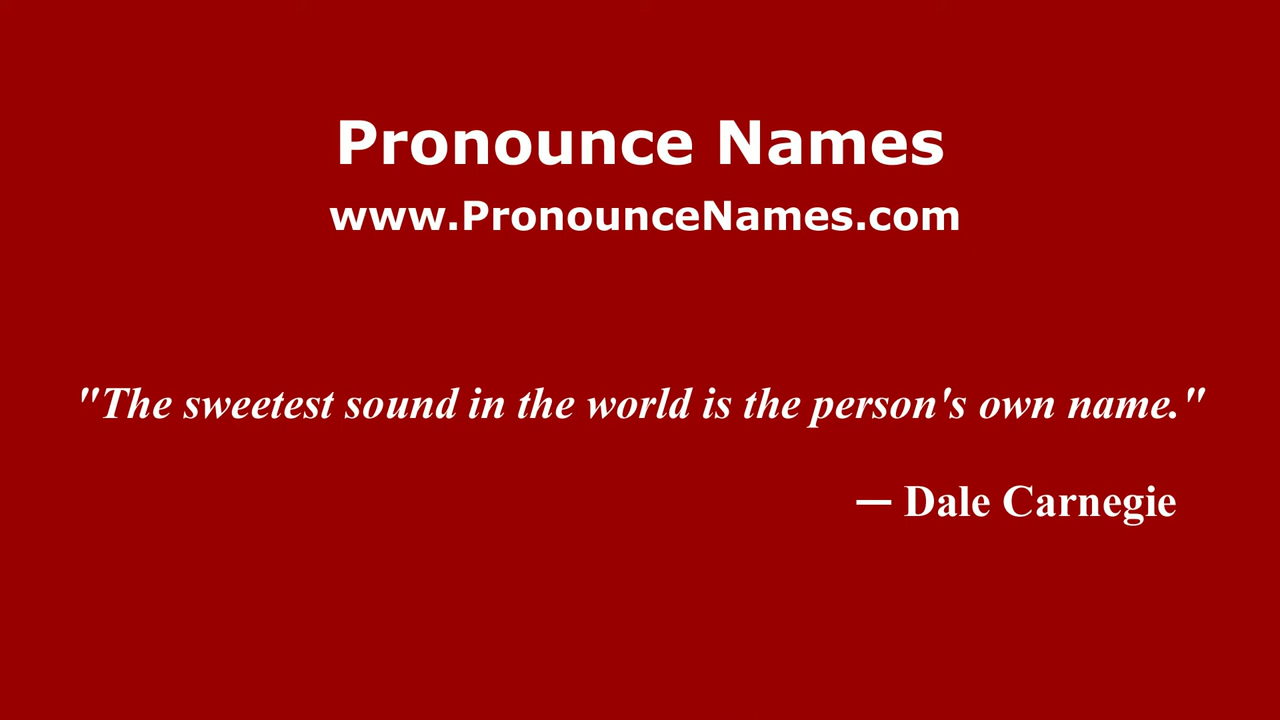 Pronounce Names
www.PronounceNames.com
"The sweetest sound in the world is the person's own name."
— Dale Carnegie